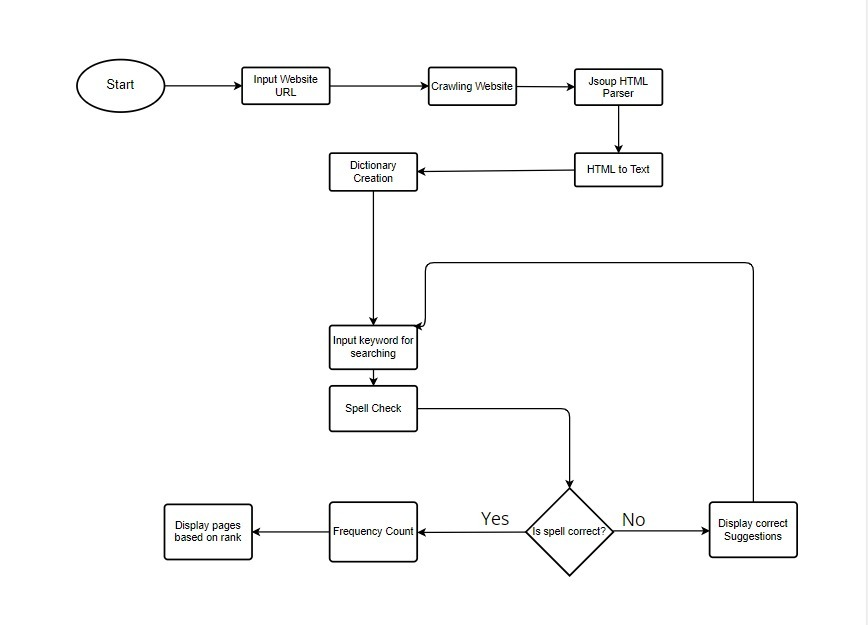 Start
Input Website
URL
Crawling Website
Jsoup HTML
Parser
Dictionary
Creation
HTML to Text
Input keyword for
searching
Spell Check
Display pages
based on rank
Frequency Count
Yes
Is spell correct?
No
Display correct
Suggestions